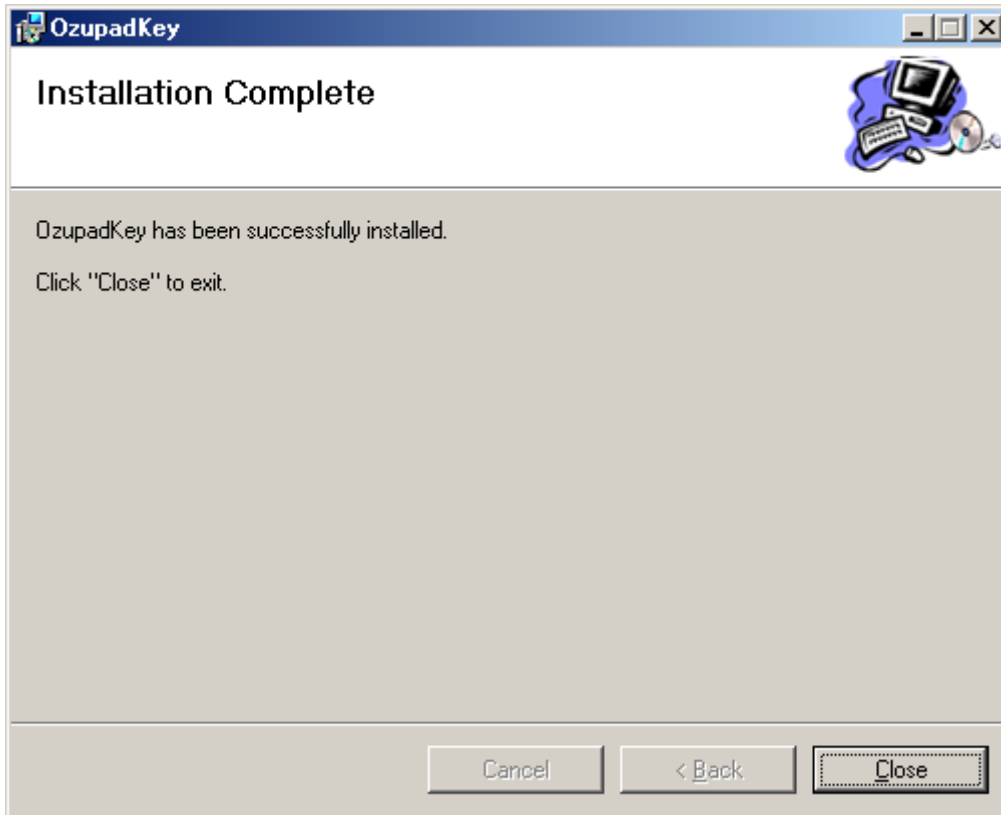 OzupadKey
Installation Complete
OzupadKey has been successfully installed.
Click "Close" to exit.
Cancel
< Back
Close